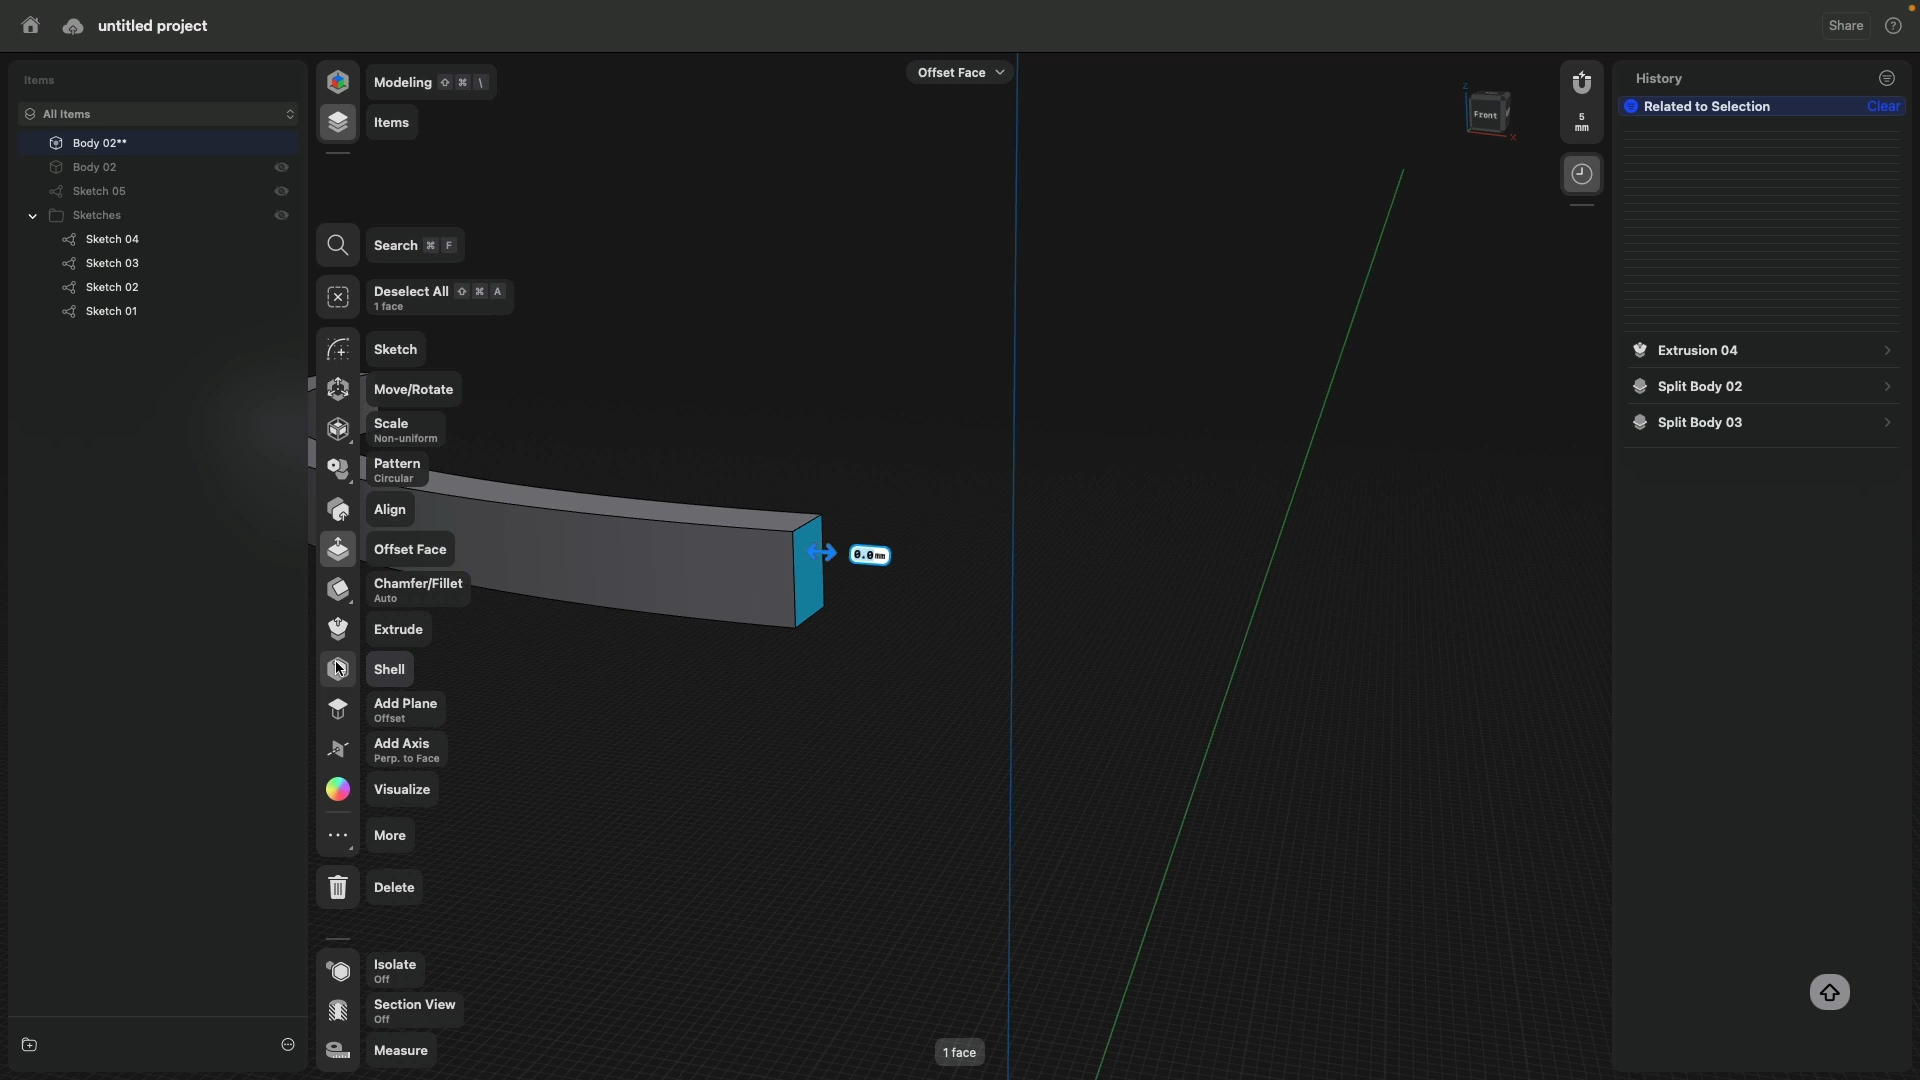 untitled project
Share
?
Items
All Items
Body 02**
Body 02
Sketch 05
Sketches
Sketch 04
Sketch 03
Sketch 02
Sketch 01
Modeling ⇧ ⌘ \
Items
Search ⌘ F
Deselect All ⇧ ⌘ A
1 face
Sketch
Move/Rotate
Scale
Non-uniform
Pattern
Circular
Align
Offset Face
Chamfer/Fillet
Auto
Extrude
Shell
Add Plane
Offset
Add Axis
Perp. to Face
Visualize
More
Delete
Isolate
Off
Section View
Off
Measure
Offset Face
0.0 mm
1 face
Z
Front
X
5
mm
History
Related to Selection
Clear
Extrusion 04
Split Body 02
Split Body 03